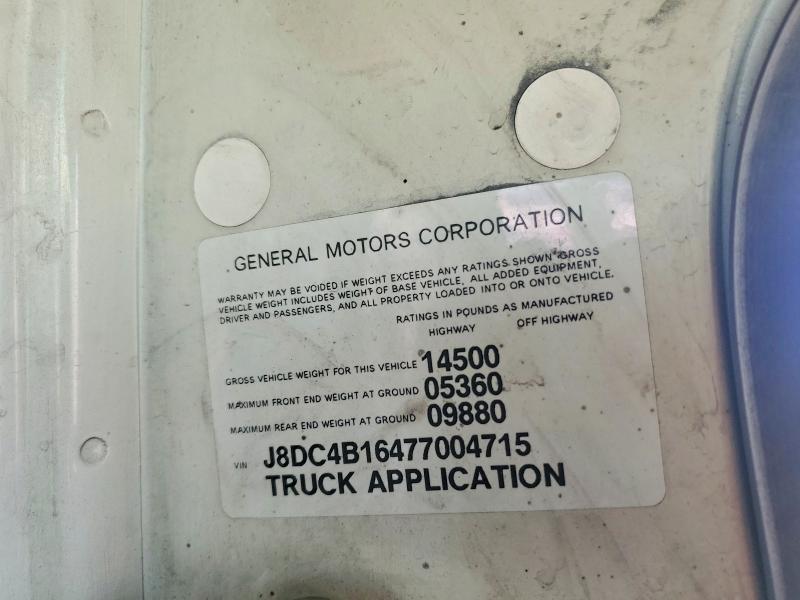 GENERAL MOTORS CORPORATION
WARRANTY MAY BE VOIDED IF WEIGHT EXCEEDS ANY RATINGS SHOWN GROSS
VEHICLE WEIGHT INCLUDES WEIGHT OF BASE VEHICLE, ALL ADDED EQUIPMENT,
DRIVER AND PASSENGERS, AND ALL PROPERTY LOADED INTO OR ONTO VEHICLE.
RATINGS IN POUNDS AS MANUFACTURED
HIGHWAY OFF HIGHWAY
GROSS VEHICLE WEIGHT FOR THIS VEHICLE 14500
MAXIMUM FRONT END WEIGHT AT GROUND 05360
MAXIMUM REAR END WEIGHT AT GROUND 09880
VIN J8DC4B16477004715
TRUCK APPLICATION